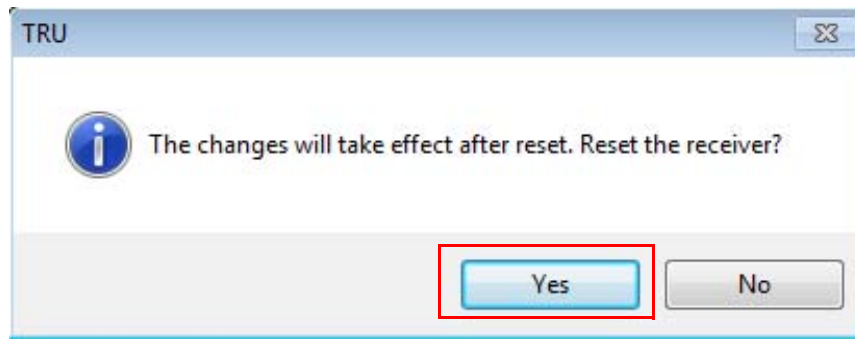 TRU
The changes will take effect after reset. Reset the receiver?
Yes
No